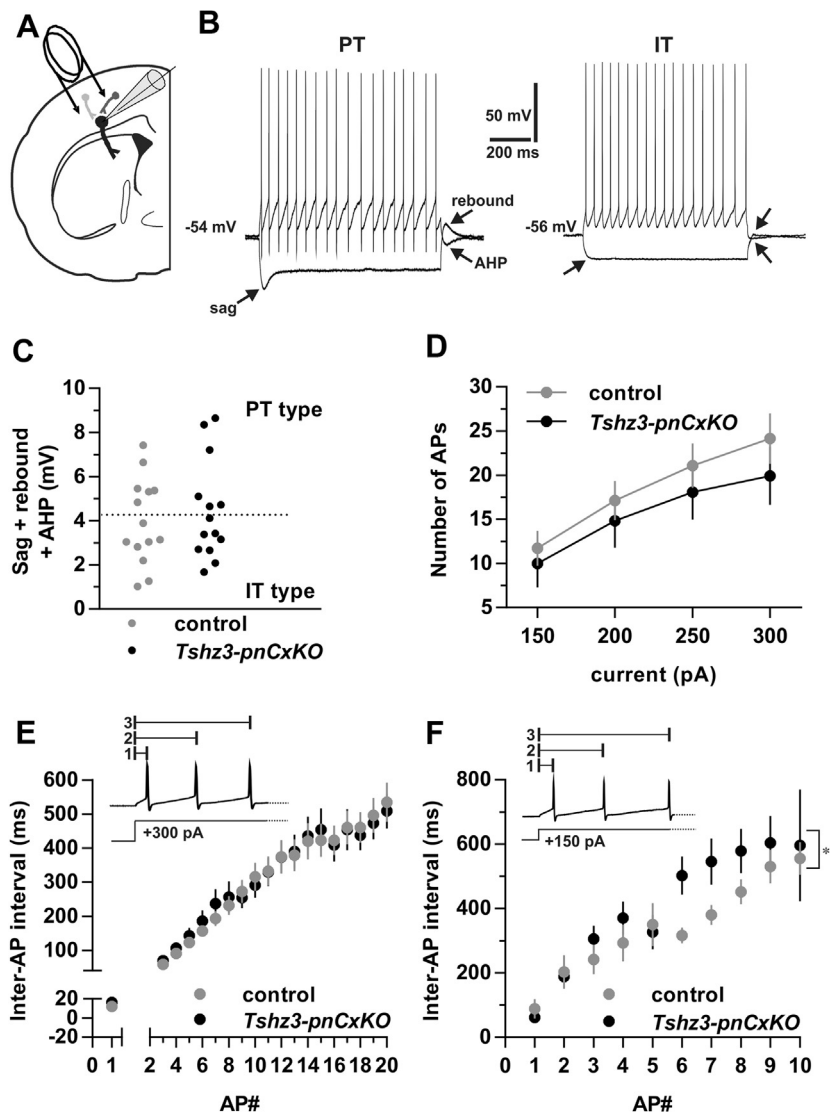 A
B
PT
IT
50 mV
200 ms
-54 mV
rebound
AHP
sag
-56 mV
C
Sag + rebound
+ AHP (mV)
10
8
6
4
2
0
PT type
IT type
control
Tshz3-pnCxKO
D
Number of APs
30
25
20
15
10
5
control
Tshz3-pnCxKO
150 200 250 300
current (pA)
E
3
2
1
+300 pA
Inter-AP interval (ms)
600
500
400
300
200
100
20
0
-20
control
Tshz3-pnCxKO
0 1 2 4 6 8 10 12 14 16 18 20
AP#
F
3
2
1
+150 pA
Inter-AP interval (ms)
800
600
400
200
0
*
control
Tshz3-pnCxKO
0 1 2 3 4 5 6 7 8 9 10
AP#